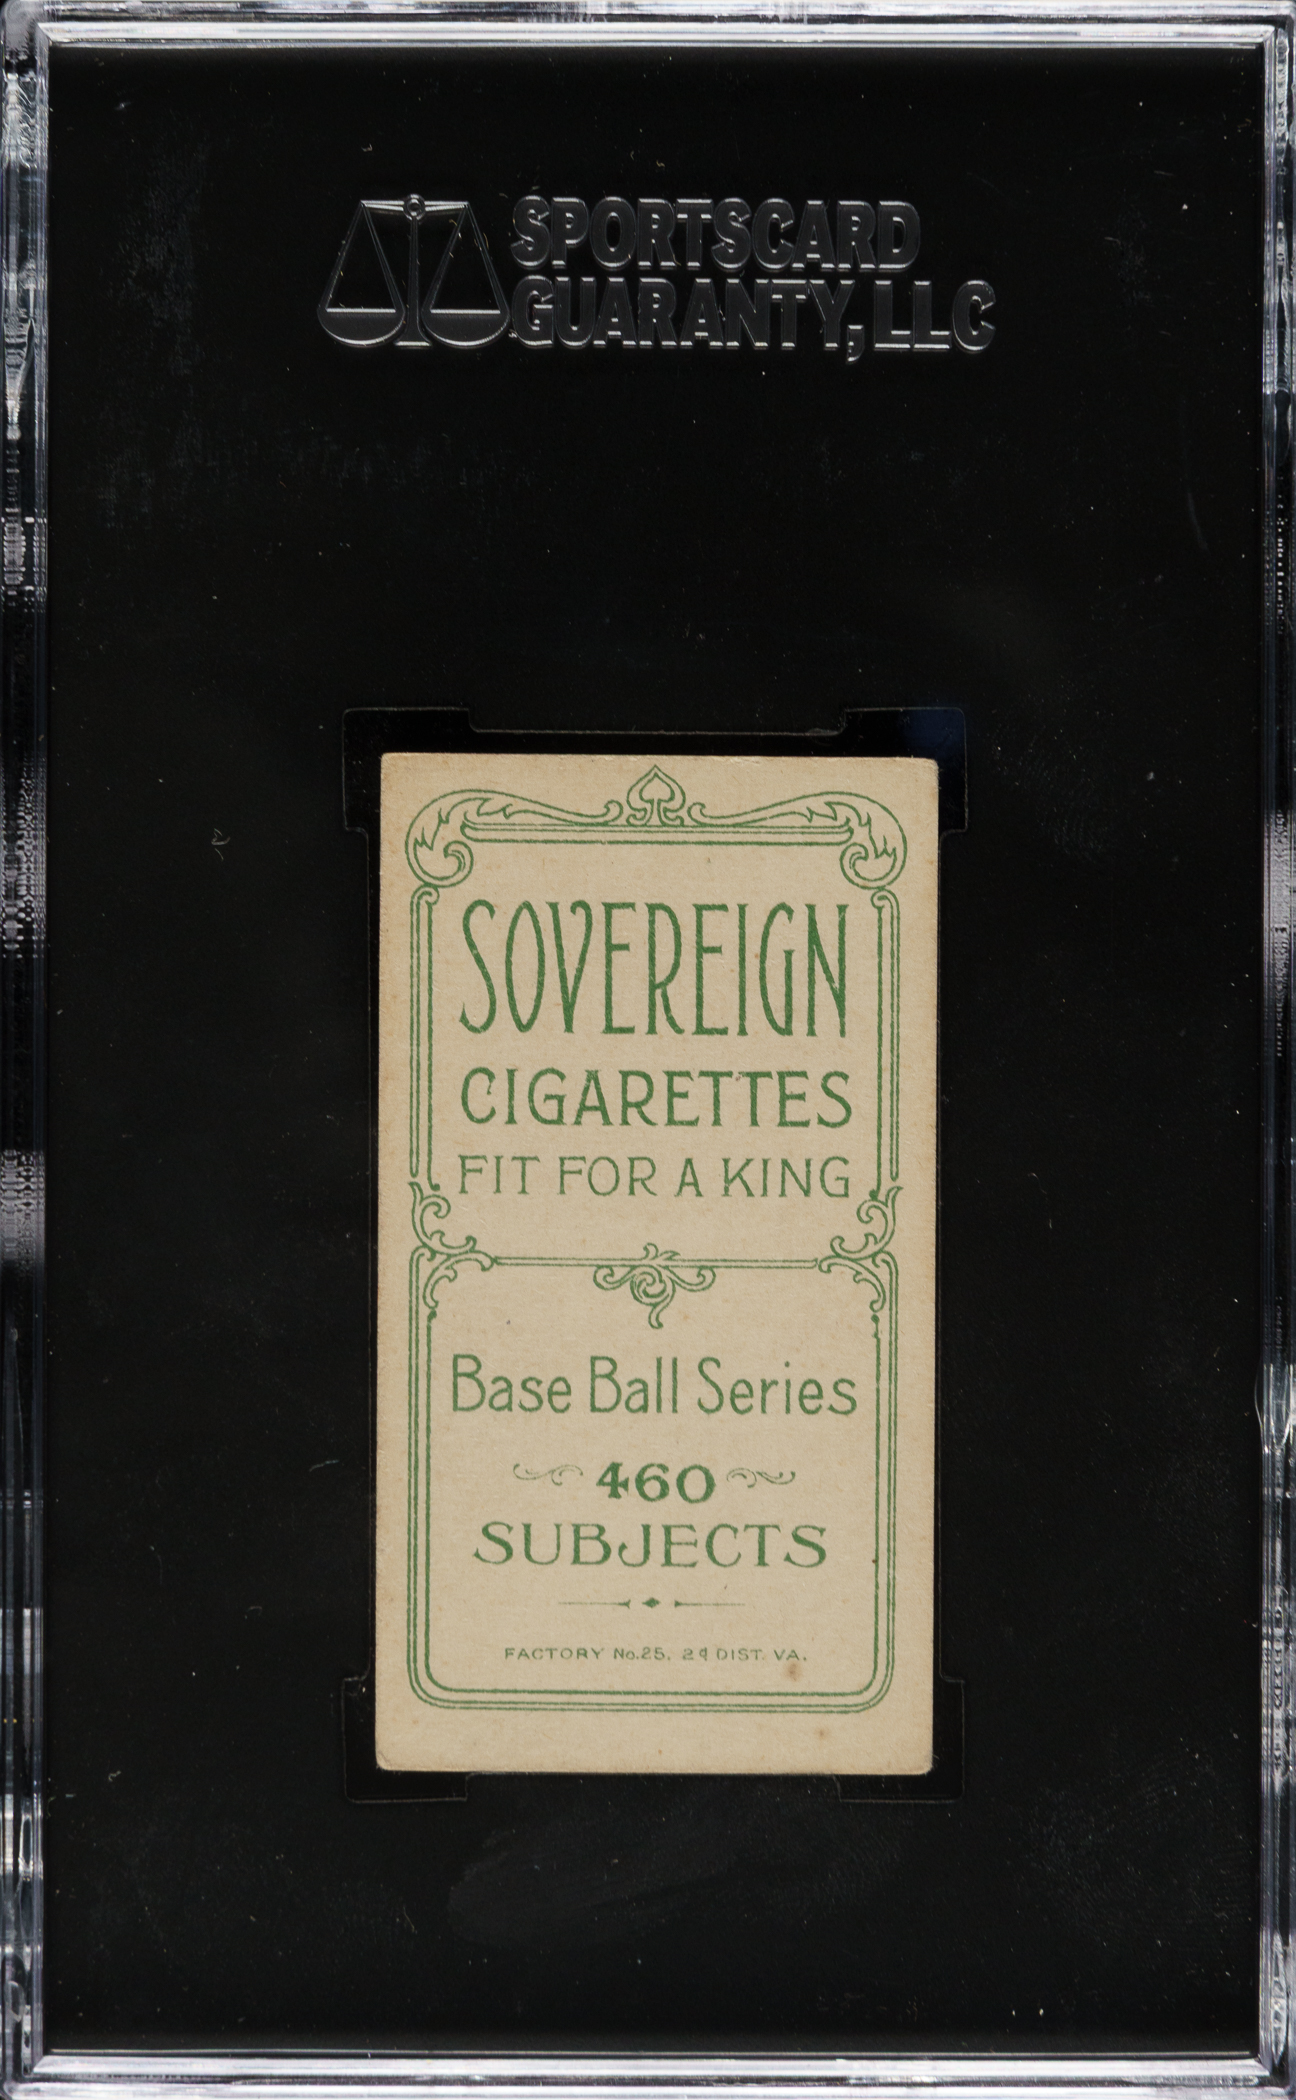 SPORTSCARD
GUARANTY, LLC
SOVEREIGN
CIGARETTES
FIT FOR A KING
Base Ball Series
460
SUBJECTS
FACTORY No.25. 2d DIST. VA.